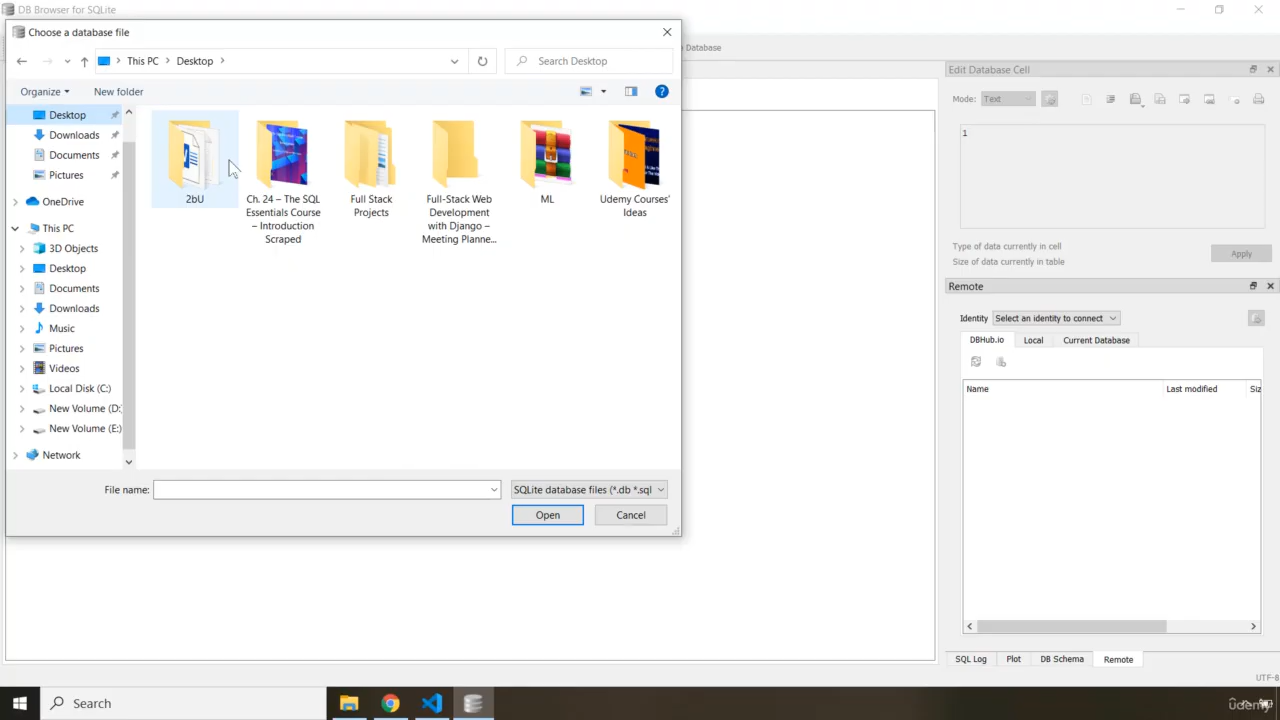 DB Browser for SQLite
Choose a database file
This PC
Desktop
Search Desktop
Database
Organize
New folder
Desktop
Downloads
Documents
Pictures
OneDrive
This PC
3D Objects
Desktop
Documents
Downloads
Music
Pictures
Videos
Local Disk (C:)
New Volume (D:
New Volume (E:)
Network
2bU
Ch. 24 – The SQL
Essentials Course
– Introduction
Scraped
Full Stack
Projects
Full-Stack Web
Development
with Django –
Meeting Planne...
ML
Udemy Courses'
Ideas
File name:
SQLite database files (*.db *.sql
Open
Cancel
Edit Database Cell
Mode:
Text
1
Type of data currently in cell
Size of data currently in table
Apply
Remote
Identity
Select an identity to connect
DBHub.io
Local
Current Database
Name
Last modified
Siz
SQL Log
Plot
DB Schema
Remote
UTF-8
Search
udemy